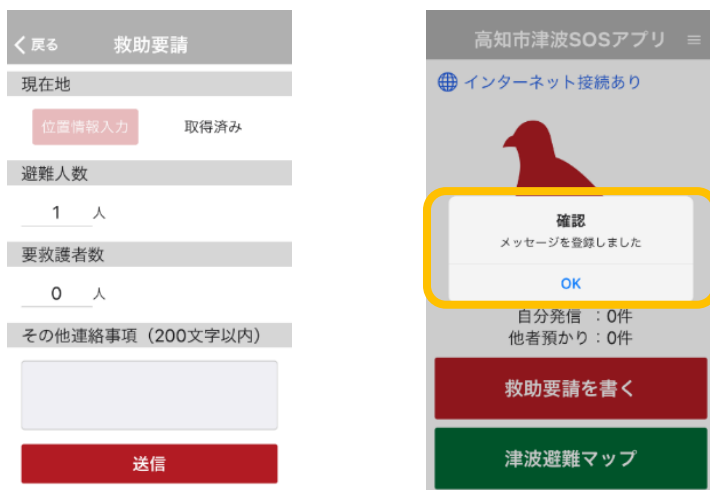 戻る 救助要請
現在地
位置情報入力 取得済み
避難人数
1 人
要救護者数
0 人
その他連絡事項（200文字以内）
送信
高知市津波SOSアプリ
インターネット接続あり
確認
メッセージを登録しました
OK
自分発信 ：0件
他者預かり：0件
救助要請を書く
津波避難マップ